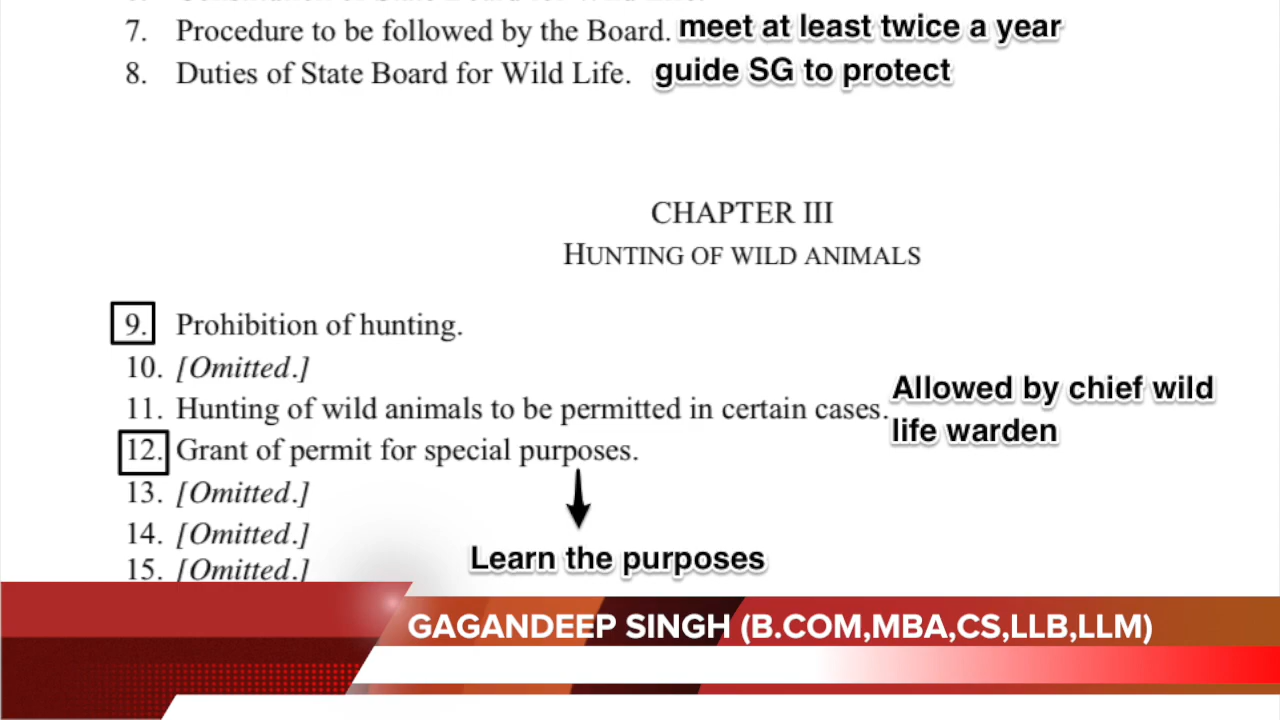 7. Procedure to be followed by the Board. meet at least twice a year
8. Duties of State Board for Wild Life. guide SG to protect
CHAPTER III
HUNTING OF WILD ANIMALS
9. Prohibition of hunting.
10. [Omitted.]
11. Hunting of wild animals to be permitted in certain cases. Allowed by chief wild
life warden
12. Grant of permit for special purposes.
13. [Omitted.]
14. [Omitted.]
Learn the purposes
15. [Omitted.]
GAGANDEEP SINGH (B.COM,MBA,CS,LLB,LLM)